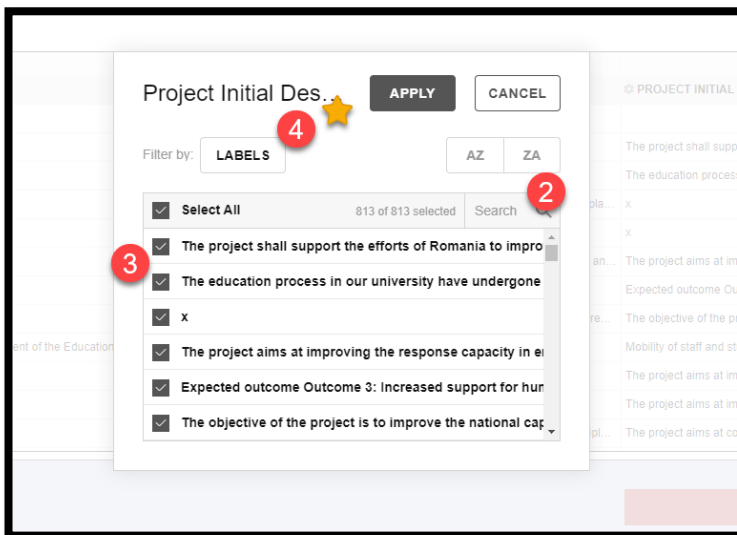 Project Initial Des... APPLY CANCEL
PROJECT INITIAL
4
Filter by: LABELS AZ ZA
The project shall supp
The education process
2
Select All 813 of 813 selected Search
pla... x
x
3
The project shall support the efforts of Romania to impro
an... The project aims at im
The education process in our university have undergone
Expected outcome Ou
x
re... The objective of the p
ent of the Education
The project aims at improving the response capacity in
Mobility of staff and st
The project aims at im
Expected outcome Outcome 3: Increased support for
The project aims at im
The objective of the project is to improve the national cap
pl... The project aims at co